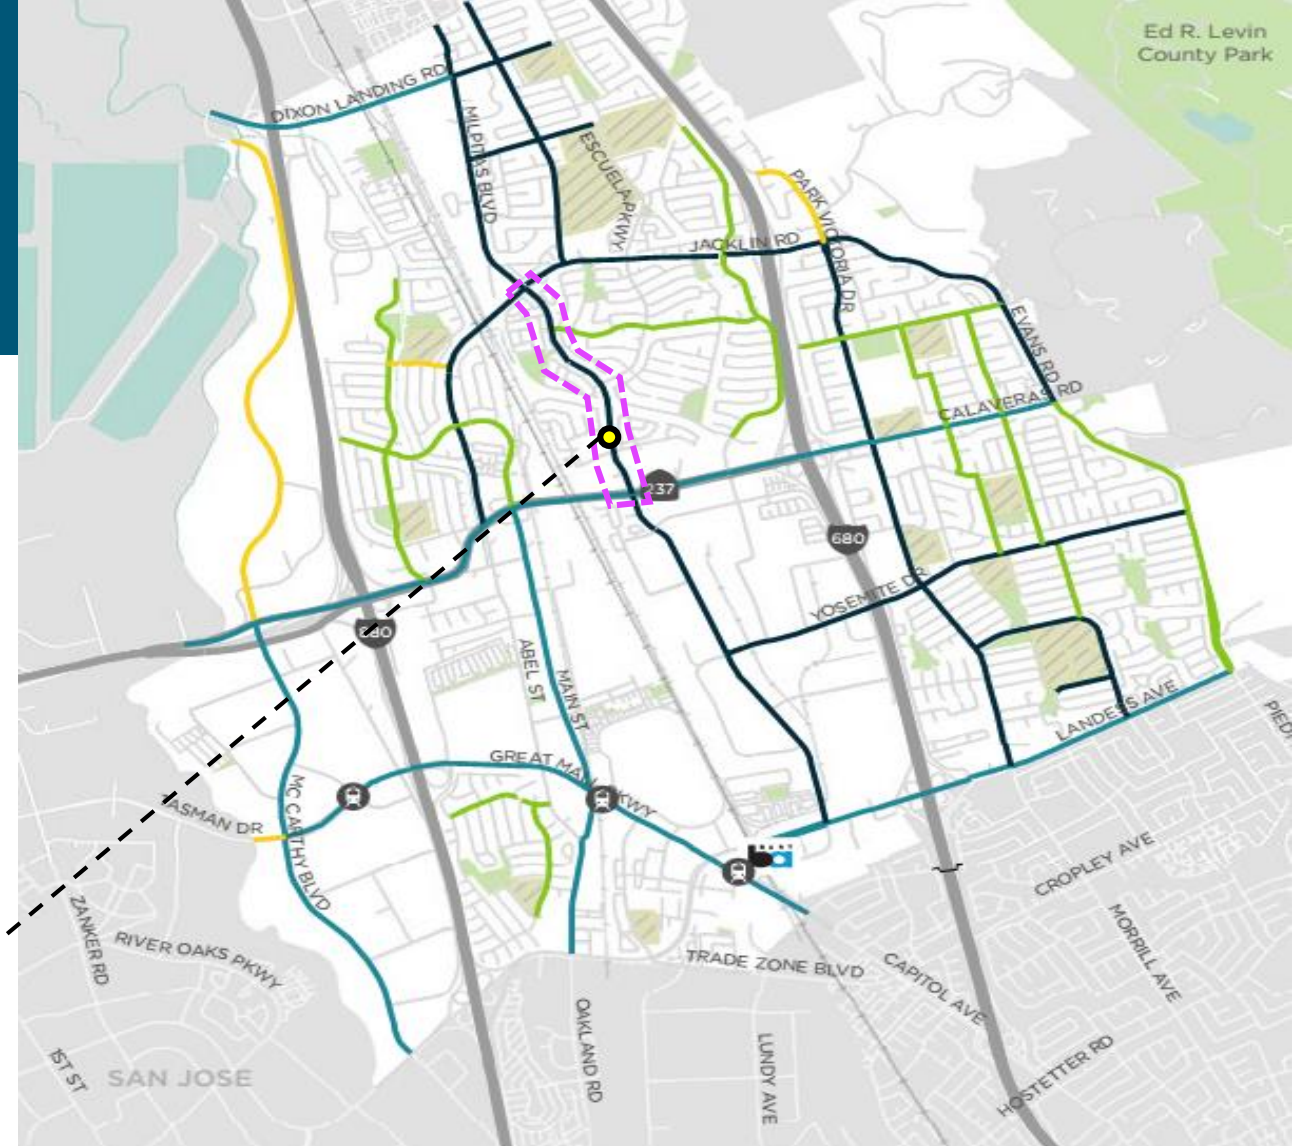 Ed R. Levin
County Park
DIXON LANDING RD
MILPITAS BLVD
ESCUELA PKWY
PARK VICTORIA DR
JACKLIN RD
EVANS RD
CALAVERAS RD
237
680
YOSEMITE DR
880
ABEL ST
MAIN ST
LANDESS AVE
PIED
GREAT MALL PKWY
TASMAN DR
MC CARTHY BLVD
CROPLEY AVE
ZANKER RD
RIVER OAKS PKWY
MORRILL AVE
TRADE ZONE BLVD
CAPITOL AVE
OAKLAND RD
LUNDY AVE
HOSTETTER RD
1ST ST
SAN JOSE